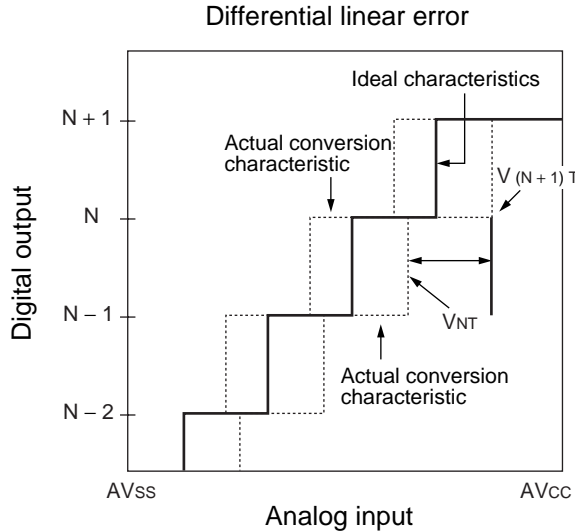 Differential linear error
Ideal characteristics
N + 1
Actual conversion
characteristic
V (N + 1) T
N
Digital output
N – 1
VNT
Actual conversion
characteristic
N – 2
AVSS
AVCC
Analog input